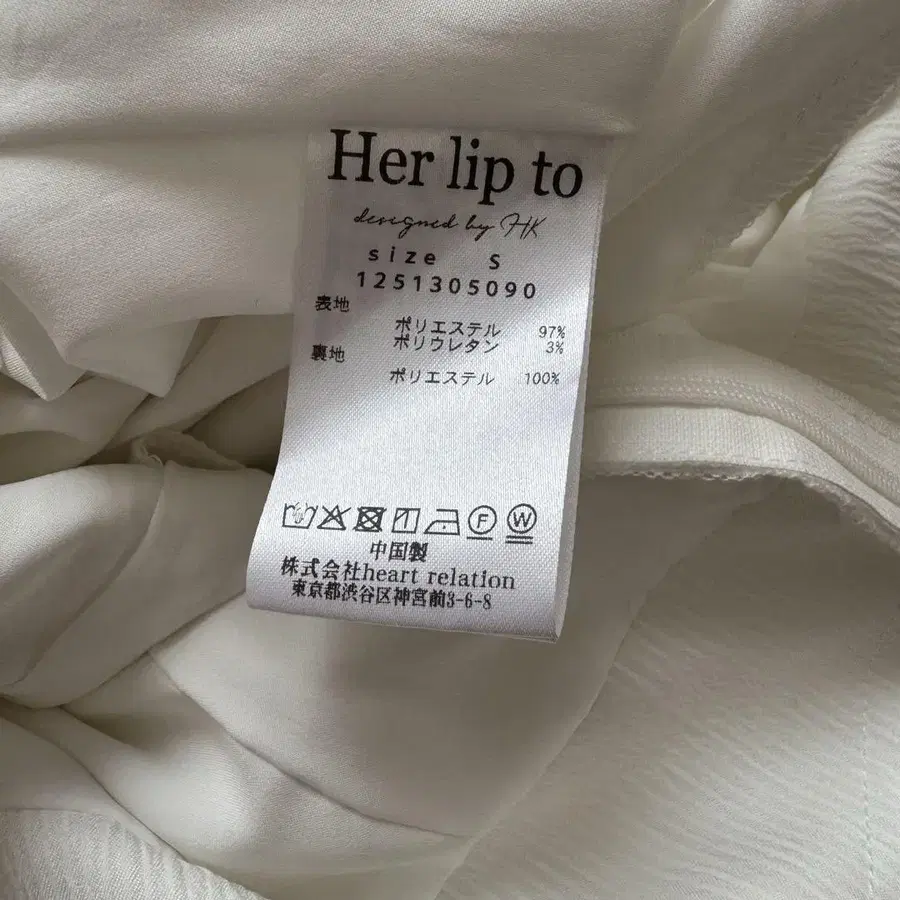 Her lip to
designed by HK
size S
1251305090
表地
ポリエステル 97%
ポリウレタン 3%
裏地
ポリエステル 100%
F W
中国製
株式会社heart relation
東京都渋谷区神宮前3-6-8